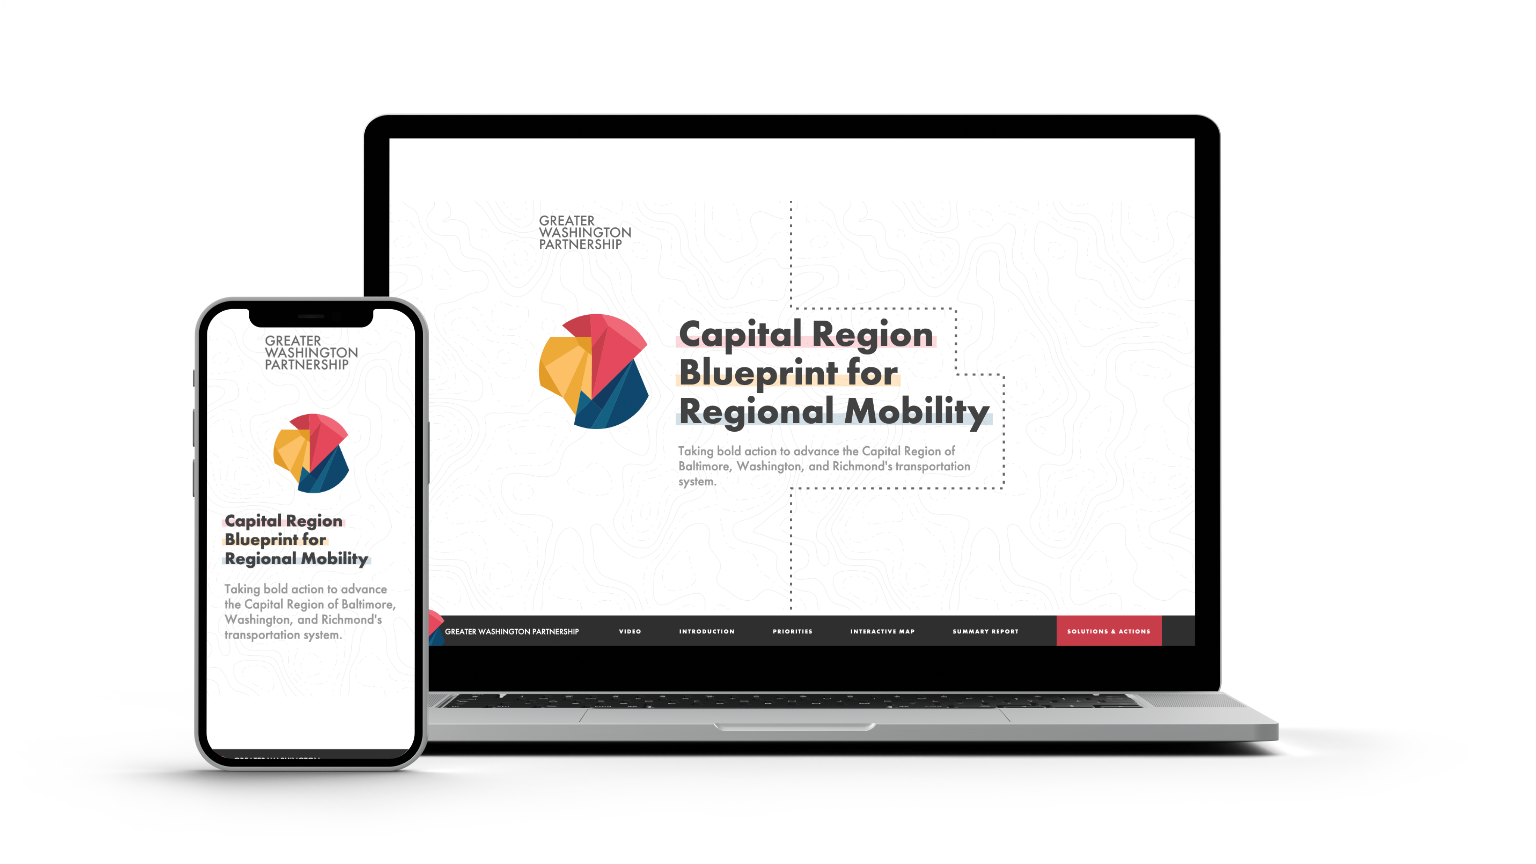 GREATER
WASHINGTON
PARTNERSHIP
Capital Region
Blueprint for
Regional Mobility
Taking bold action to advance the Capital Region of
Baltimore, Washington, and Richmond's transportation
system.
GREATER WASHINGTON PARTNERSHIP
VIDEO
INTRODUCTION
PRIORITIES
INTERACTIVE MAP
SUMMARY REPORT
SOLUTIONS & ACTIONS
GREATER
WASHINGTON
PARTNERSHIP
Capital Region
Blueprint for
Regional Mobility
Taking bold action to advance
the Capital Region of Baltimore,
Washington, and Richmond's
transportation system.